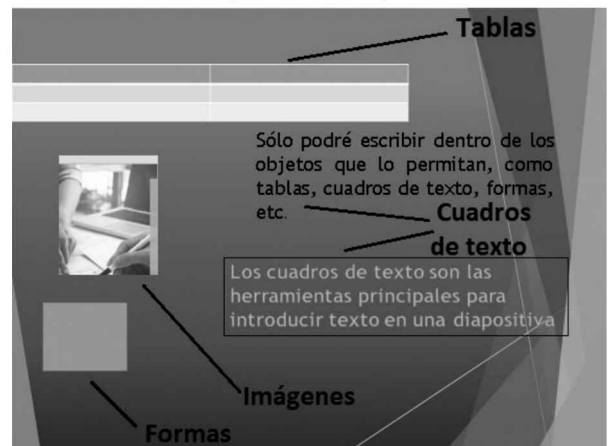 Tablas
Sólo podré escribir dentro de los
objetos que lo permitan, como
tablas, cuadros de texto, formas,
etc.
Cuadros
de texto
Los cuadros de texto son las
herramientas principales para
introducir texto en una diapositiva
Imágenes
Formas